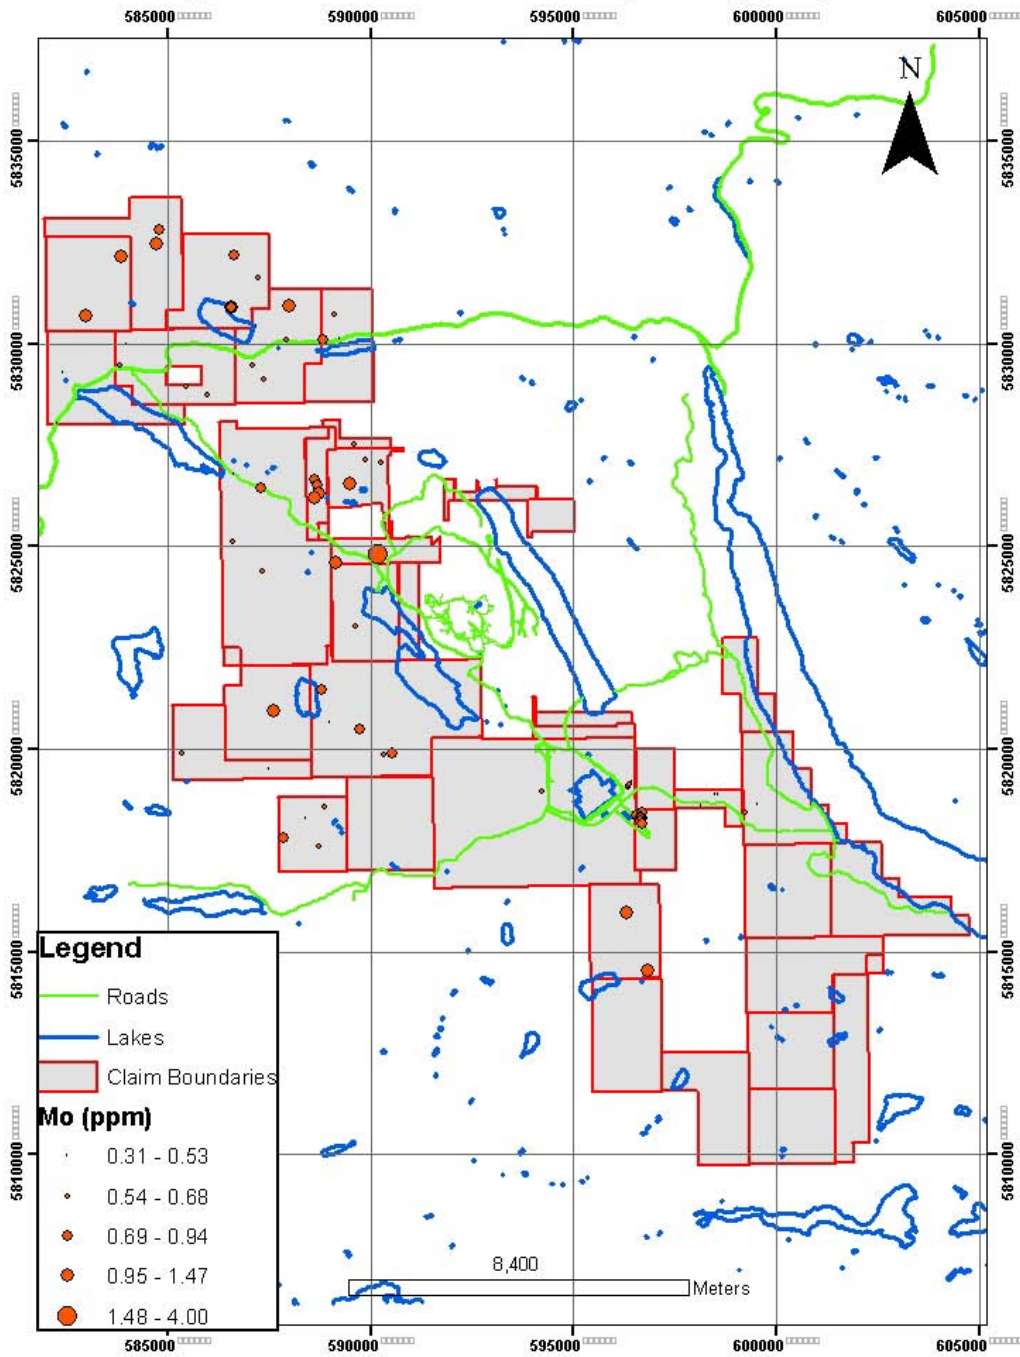 585000 590000 595000 600000 605000
N
5835000 5835000
5830000 5830000
5825000 5825000
5820000 5820000
5815000 5815000
5810000 5810000
Legend
Roads
Lakes
Claim Boundaries
Mo (ppm)
0.31 - 0.53
0.54 - 0.68
0.69 - 0.94
0.95 - 1.47
1.48 - 4.00
8,400
Meters
585000 590000 595000 600000 605000